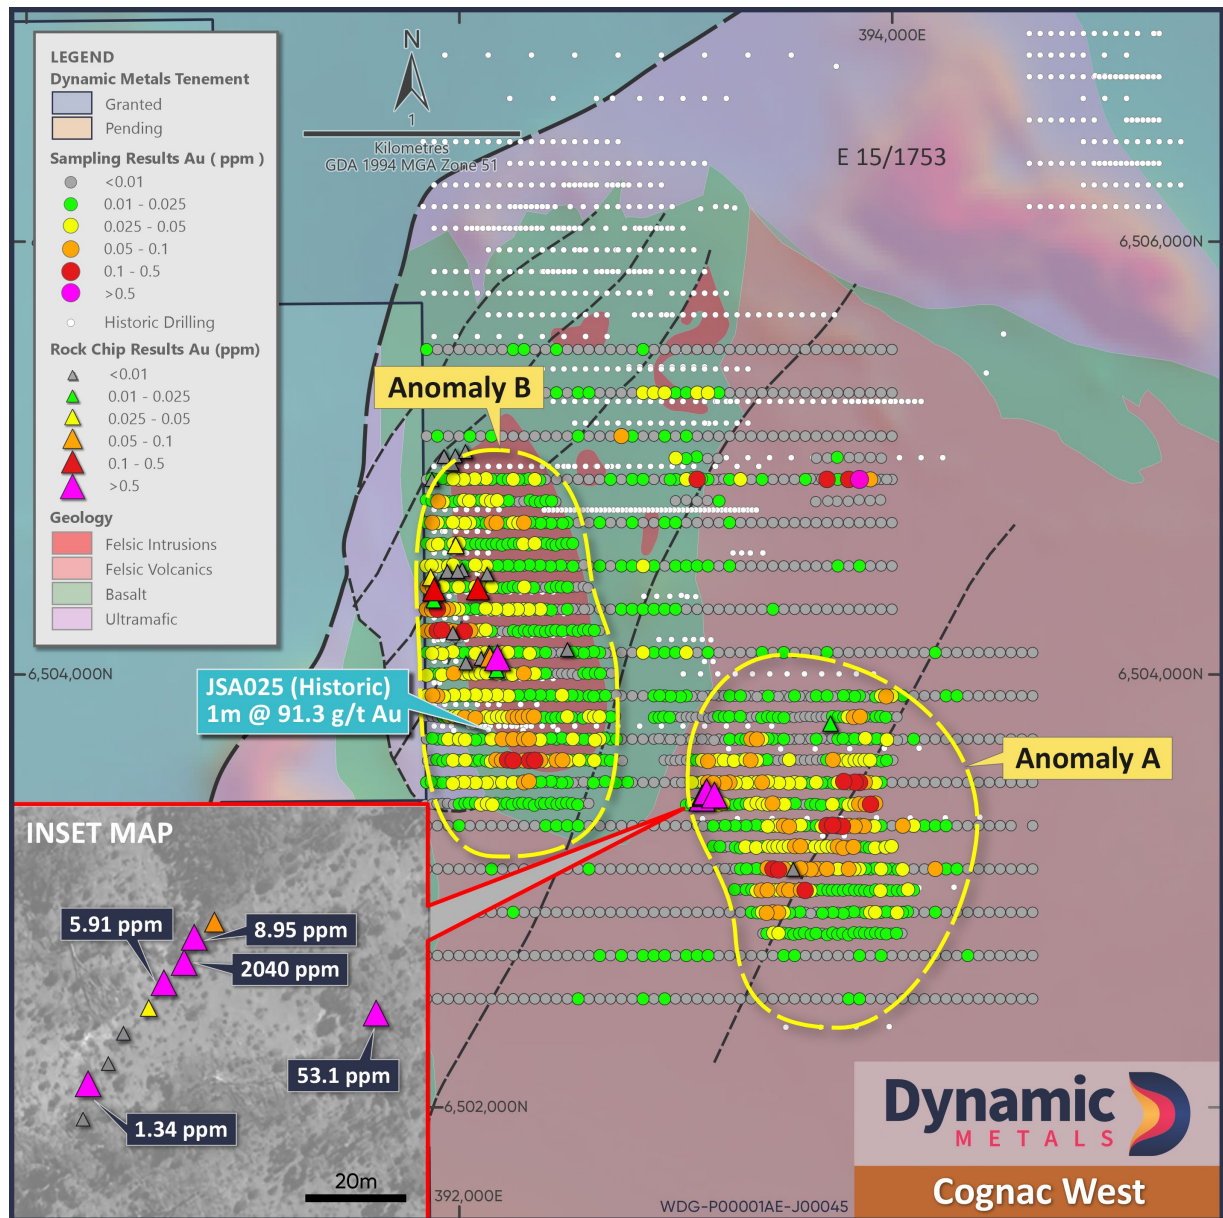 LEGEND
Dynamic Metals Tenement
Granted
Pending
Sampling Results Au ( ppm )
<0.01
0.01 - 0.025
0.025 - 0.05
0.05 - 0.1
0.1 - 0.5
>0.5
Historic Drilling
Rock Chip Results Au (ppm)
<0.01
0.01 - 0.025
0.025 - 0.05
0.05 - 0.1
0.1 - 0.5
>0.5
Geology
Felsic Intrusions
Felsic Volcanics
Basalt
Ultramafic
N
1
Kilometres
GDA 1994 MGA Zone 51
394,000E
E 15/1753
6,506,000N
Anomaly B
6,504,000N
6,504,000N
JSA025 (Historic)
1m @ 91.3 g/t Au
Anomaly A
INSET MAP
5.91 ppm
8.95 ppm
2040 ppm
53.1 ppm
1.34 ppm
20m
6,502,000N
392,000E
WDG-P00001AE-J00045
Dynamic
METALS
Cognac West